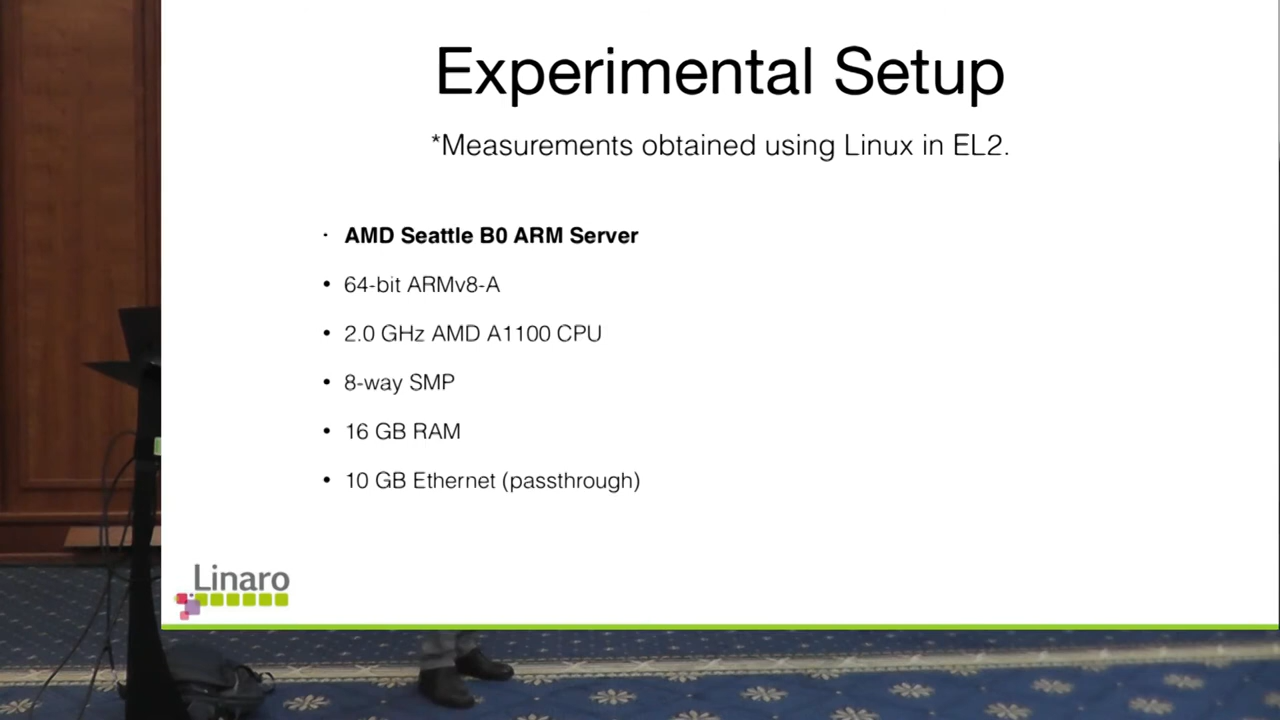 Experimental Setup
*Measurements obtained using Linux in EL2.
· AMD Seattle B0 ARM Server
• 64-bit ARMv8-A
• 2.0 GHz AMD A1100 CPU
• 8-way SMP
• 16 GB RAM
• 10 GB Ethernet (passthrough)
Linaro